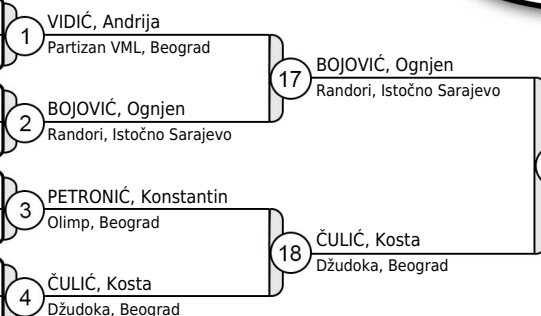 1
VIDIĆ, Andrija
Partizan VML, Beograd
2
BOJOVIĆ, Ognjen
Randori, Istočno Sarajevo
17
BOJOVIĆ, Ognjen
Randori, Istočno Sarajevo
3
PETRONIĆ, Konstantin
Olimp, Beograd
18
ČULIĆ, Kosta
Džudoka, Beograd
4
ČULIĆ, Kosta
Džudoka, Beograd